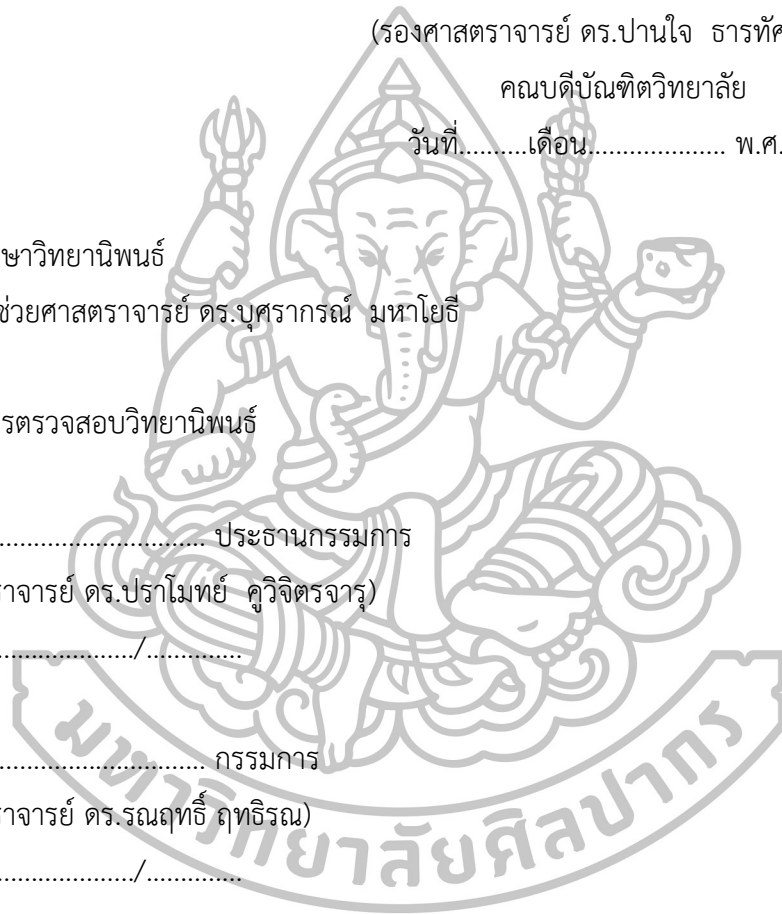 (รองศาสตราจารย์ ดร.ปานใจ ธารทัศ
คณบดีบัณฑิตวิทยาลัย
วันที่.........เดือน.................... พ.ศ.
ษาวิทยานิพนธ์
ช่วยศาสตราจารย์ ดร.บุศรากรณ์ มหาโยธี
รตรวจสอบวิทยานิพนธ์
................................ ประธานกรรมการ
าจารย์ ดร.ปราโมทย์ คูวิจิตรจารุ)
...................../..............
................................ กรรมการ
าจารย์ ดร.รณฤทธิ์ ฤทธิรณ)
...................../..............
มหาวิทยาลัยศิลปากร